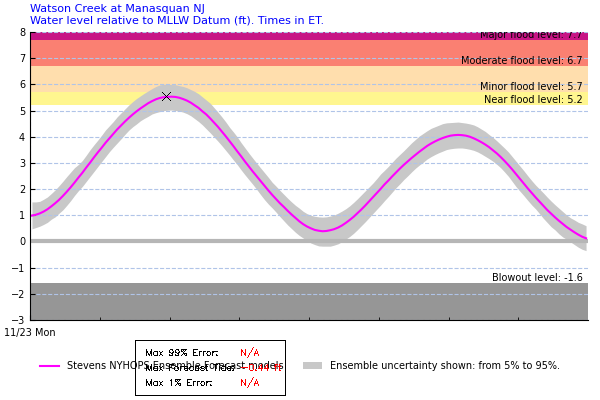 Watson Creek at Manasquan NJ
Water level relative to MLLW Datum (ft). Times in ET.
8
Major flood level: 7.7
7
Moderate flood level: 6.7
6
Minor flood level: 5.7
Near flood level: 5.2
5
4
3
2
1
0
−1
Blowout level: -1.6
−2
−3
11/23 Mon
Max 99% Error: N/A
Stevens NYHOPS Ensemble Forecast models
Max Forecast Tide:
Ensemble uncertainty shown: from 5% to 95%.
Max 1% Error: N/A